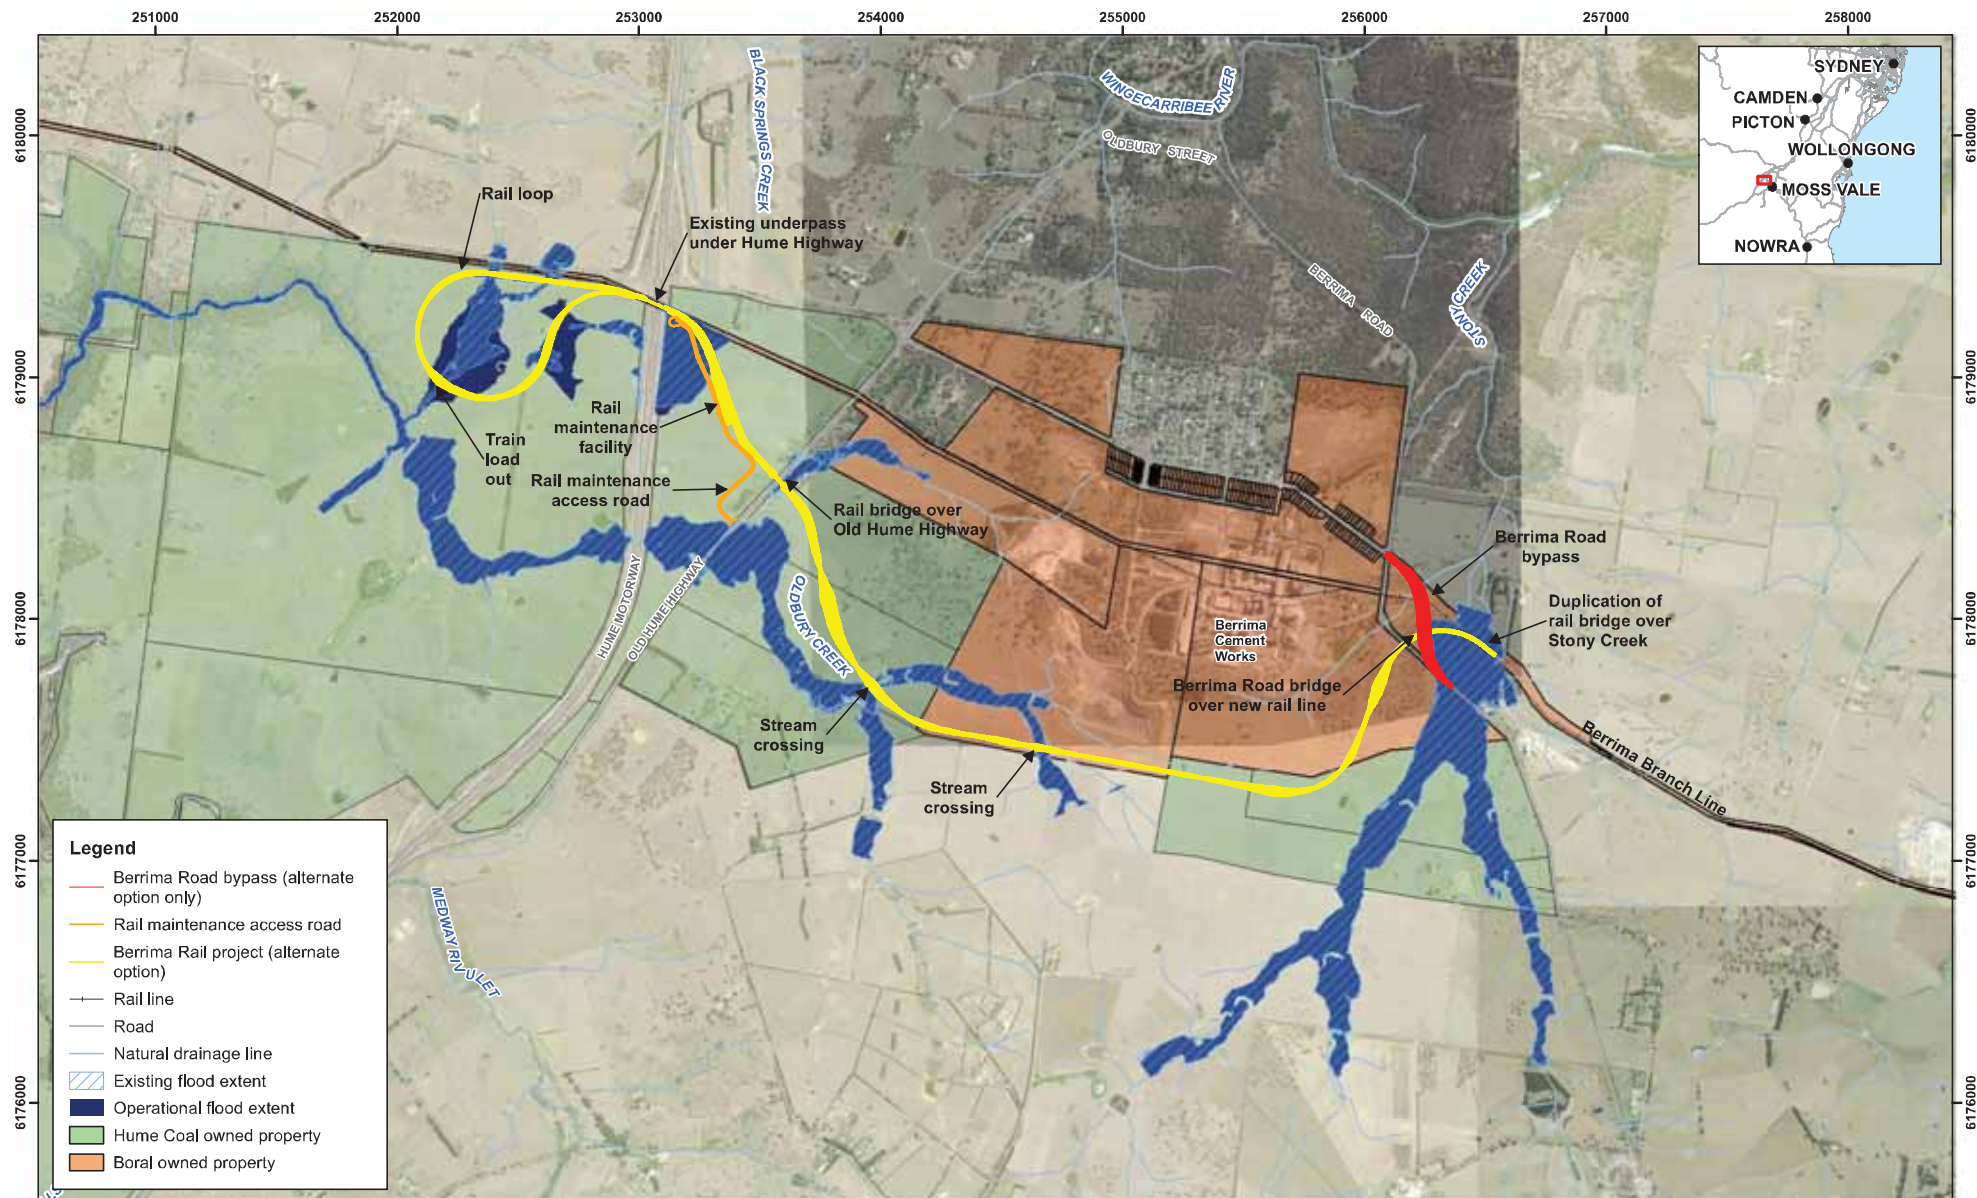 251000
252000
253000
254000
255000
256000
257000
258000
6180000
6179000
6178000
6177000
6176000
6180000
6179000
6178000
6177000
6176000
SYDNEY
CAMDEN
PICTON
WOLLONGONG
MOSS VALE
NOWRA
BLACK SPRINGS CREEK
WINGECARRIBEE RIVER
OLDBURY STREET
BERRIMA ROAD
STONY CREEK
Rail loop
Existing underpass
under Hume Highway
Rail
maintenance
facility
Train
load
out
Rail maintenance
access road
Rail bridge over
Old Hume Highway
HUME MOTORWAY
OLD HUME HIGHWAY
OLDBURY CREEK
Berrima
Cement
Works
Berrima Road
bypass
Duplication of
rail bridge over
Stony Creek
Berrima Road bridge
over new rail line
Stream
crossing
Stream
crossing
Berrima Branch Line
MEDWAY RIVULET
Legend
Berrima Road bypass (alternate
option only)
Rail maintenance access road
Berrima Rail project (alternate
option)
Rail line
Road
Natural drainage line
Existing flood extent
Operational flood extent
Hume Coal owned property
Boral owned property